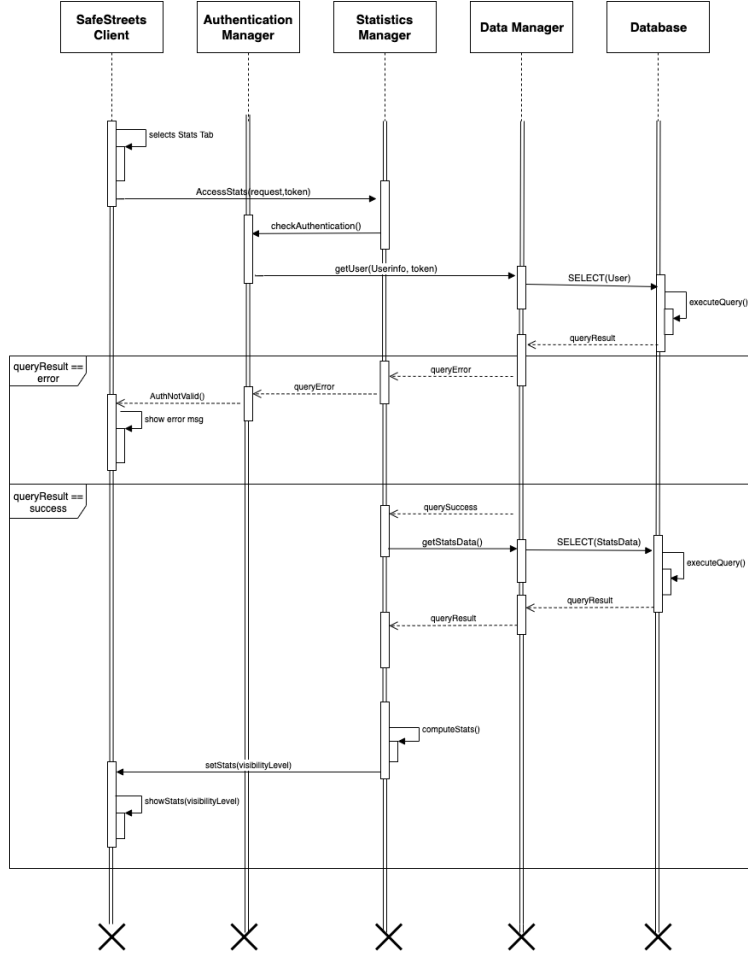 SafeStreets
Client
Authentication
Manager
Statistics
Manager
Data Manager
Database
selects Stats Tab
AccessStats(request,token)
checkAuthentication()
getUser(Userinfo, token)
SELECT(User)
executeQuery()
queryResult
queryResult ==
error
queryError
queryError
AuthNotValid()
show error msg
queryResult ==
success
querySuccess
getStatsData()
SELECT(StatsData)
executeQuery()
queryResult
queryResult
computeStats()
setStats(visibilityLevel)
showStats(visibilityLevel)